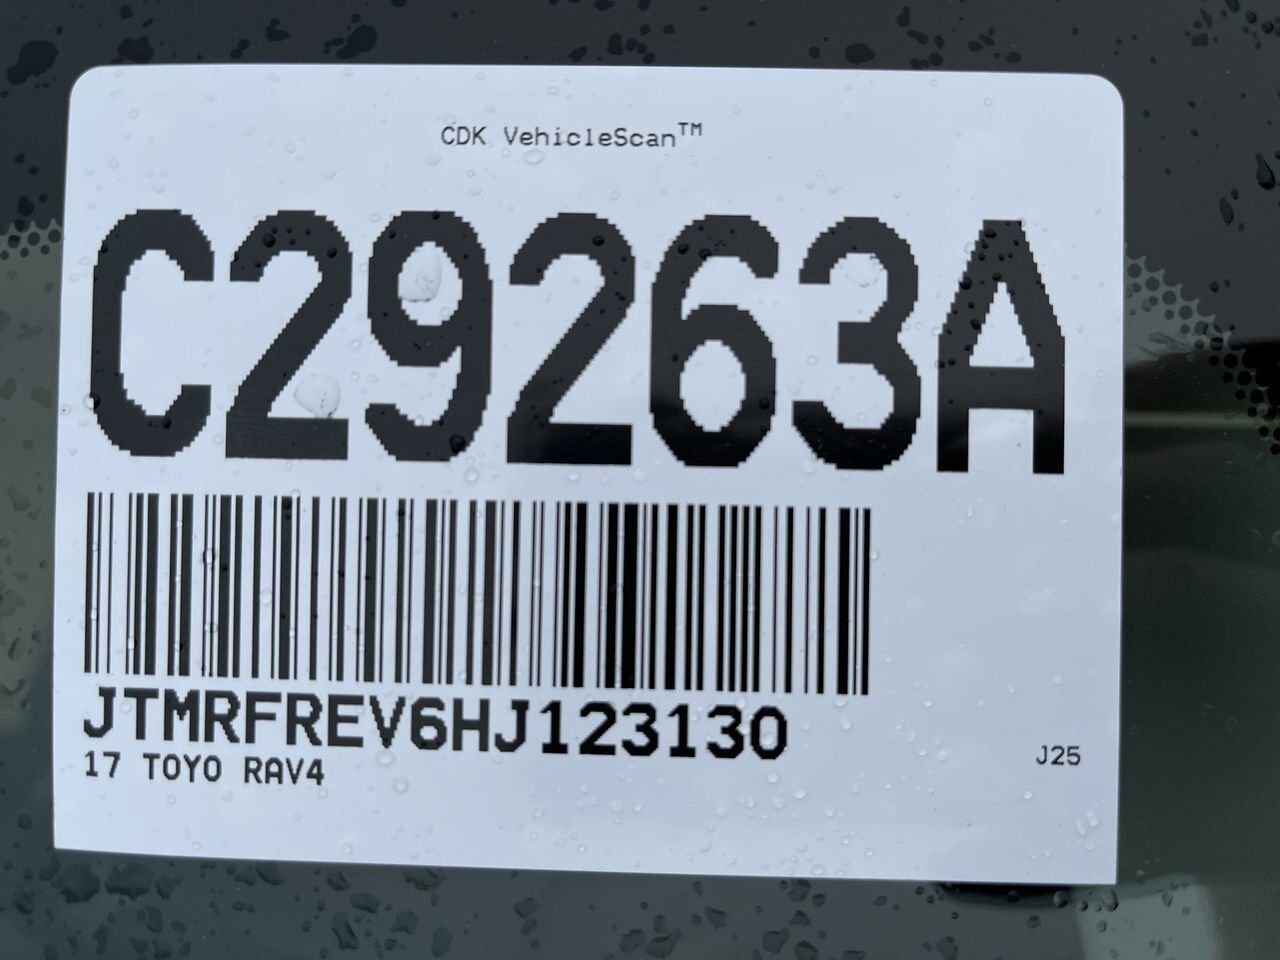 CDK VehicleScan™
C29263A
JTMRFREV6HJ123130
17 TOYO RAV4
J25